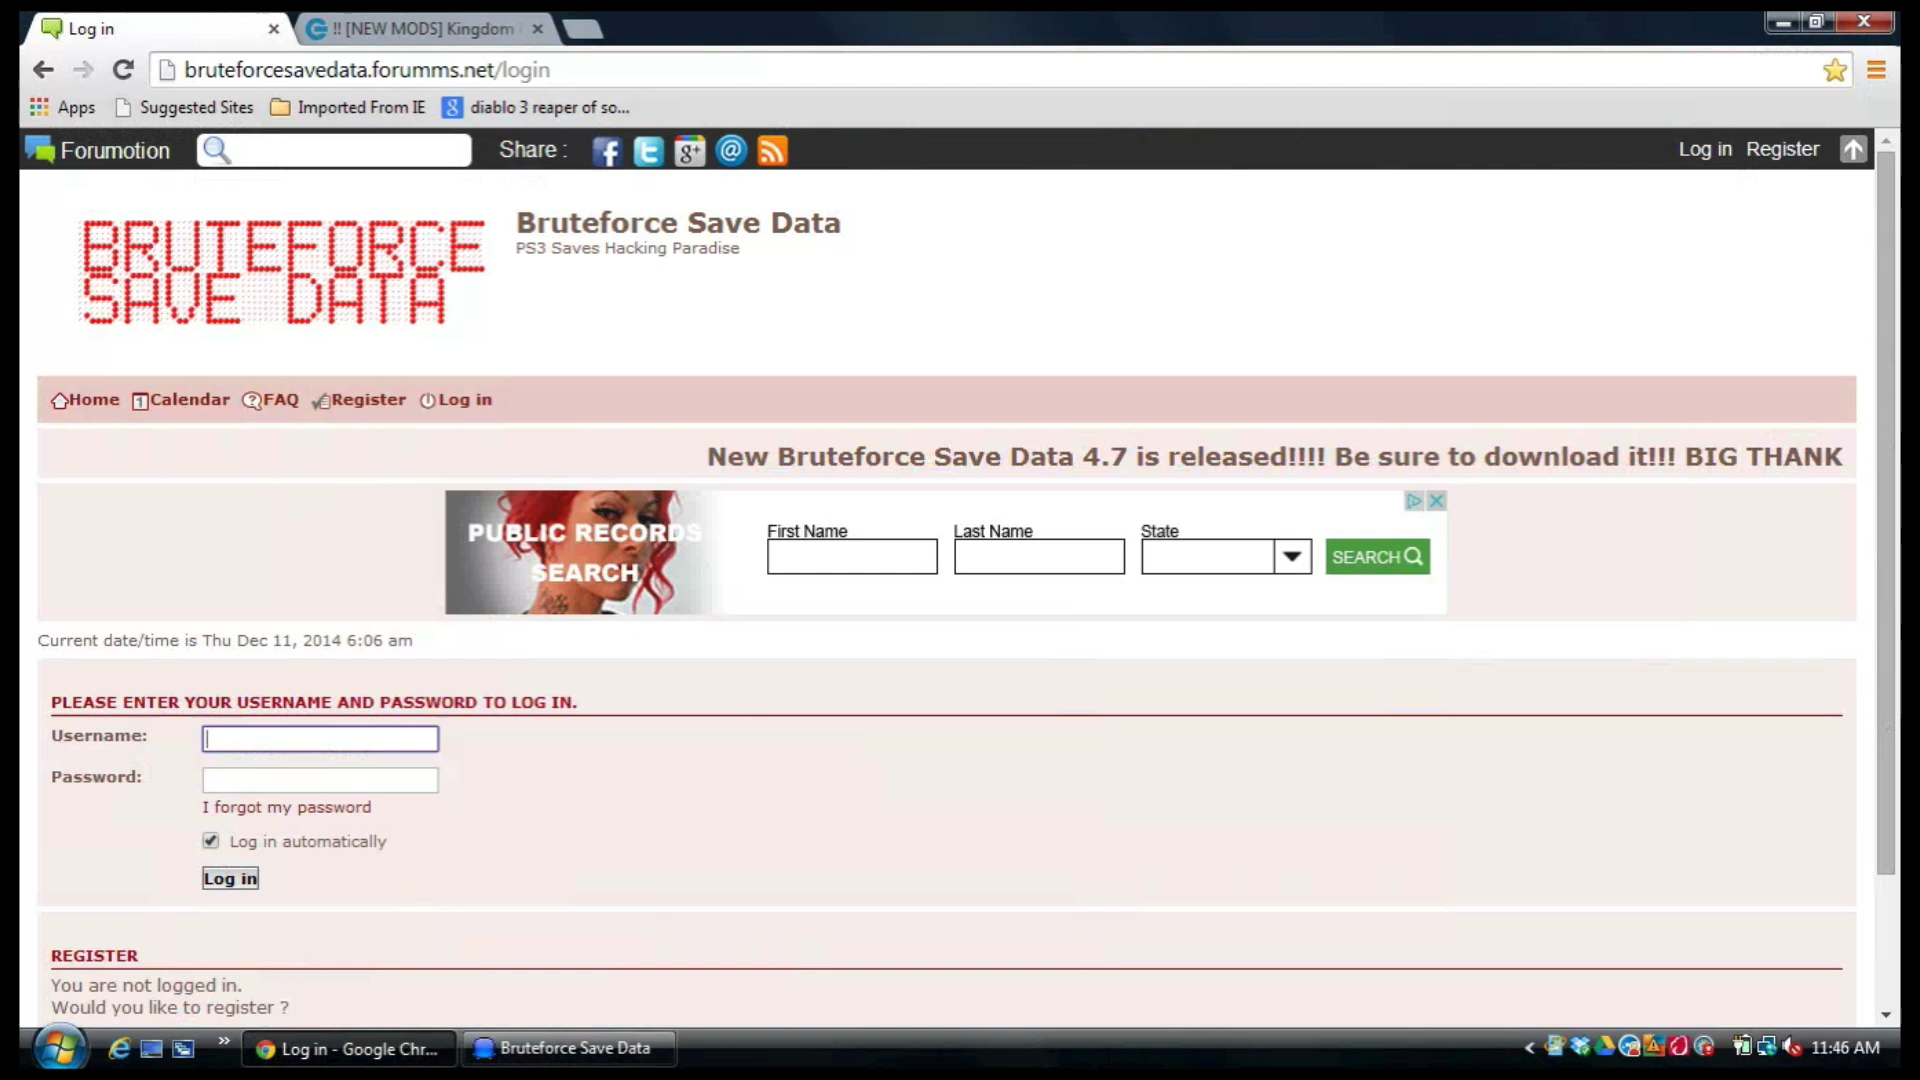 Log in
!! [NEW MODS] Kingdom
bruteforcesavedata.forumms.net/login
Apps Suggested Sites Imported From IE diablo 3 reaper of so...
Forumotion Share : Log in Register
BRUTEFORCE
SAVE DATA
Bruteforce Save Data
PS3 Saves Hacking Paradise
Home Calendar FAQ Register Log in
New Bruteforce Save Data 4.7 is released!!!! Be sure to download it!!! BIG THANK
PUBLIC RECORDS
SEARCH
First Name Last Name State
SEARCH
Current date/time is Thu Dec 11, 2014 6:06 am
PLEASE ENTER YOUR USERNAME AND PASSWORD TO LOG IN.
Username:
Password:
I forgot my password
Log in automatically
Log in
REGISTER
You are not logged in.
Would you like to register ?
Log in - Google Chr... Bruteforce Save Data 11:46 AM